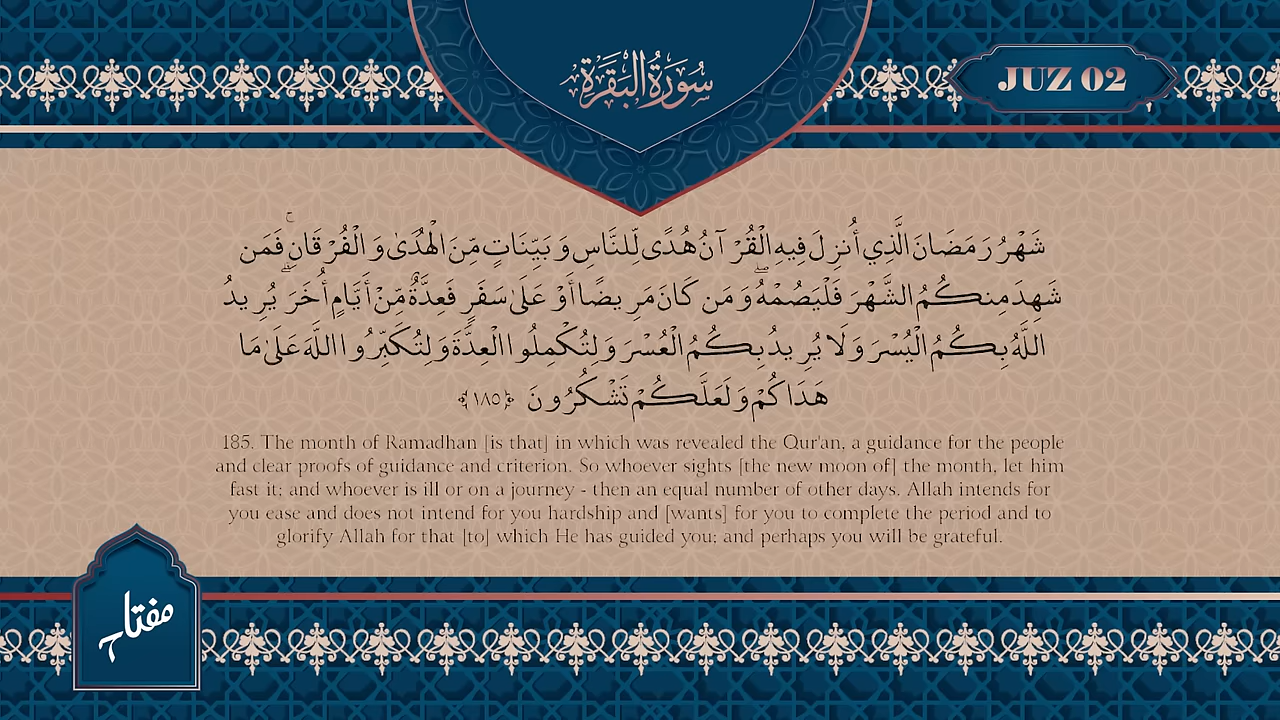 سُورَةُ البَقَرَةِ
JUZ 02
شَهْرُ رَمَضَانَ الَّذِي أُنزِلَ فِيهِ الْقُرْآنُ هُدًى لِّلنَّاسِ وَبَيِّنَاتٍ مِّنَ الْهُدَىٰ وَالْفُرْقَانِ ۚ فَمَن
شَهِدَ مِنكُمُ الشَّهْرَ فَلْيَصُمْهُ ۖ وَمَن كَانَ مَرِيضًا أَوْ عَلَىٰ سَفَرٍ فَعِدَّةٌ مِّنْ أَيَّامٍ أُخَرَ ۗ يُرِيدُ
اللَّهُ بِكُمُ الْيُسْرَ وَلَا يُرِيدُ بِكُمُ الْعُسْرَ وَلِتُكْمِلُوا الْعِدَّةَ وَلِتُكَبِّرُوا اللَّهَ عَلَىٰ مَا
هَدَاكُمْ وَلَعَلَّكُمْ تَشْكُرُونَ ﴿١٨٥﴾
185. The month of Ramadhan [is that] in which was revealed the Qur'an, a guidance for the people
and clear proofs of guidance and criterion. So whoever sights [the new moon of] the month, let him
fast it; and whoever is ill or on a journey - then an equal number of other days. Allah intends for
you ease and does not intend for you hardship and [wants] for you to complete the period and to
glorify Allah for that [to] which He has guided you; and perhaps you will be grateful.
مفتاح